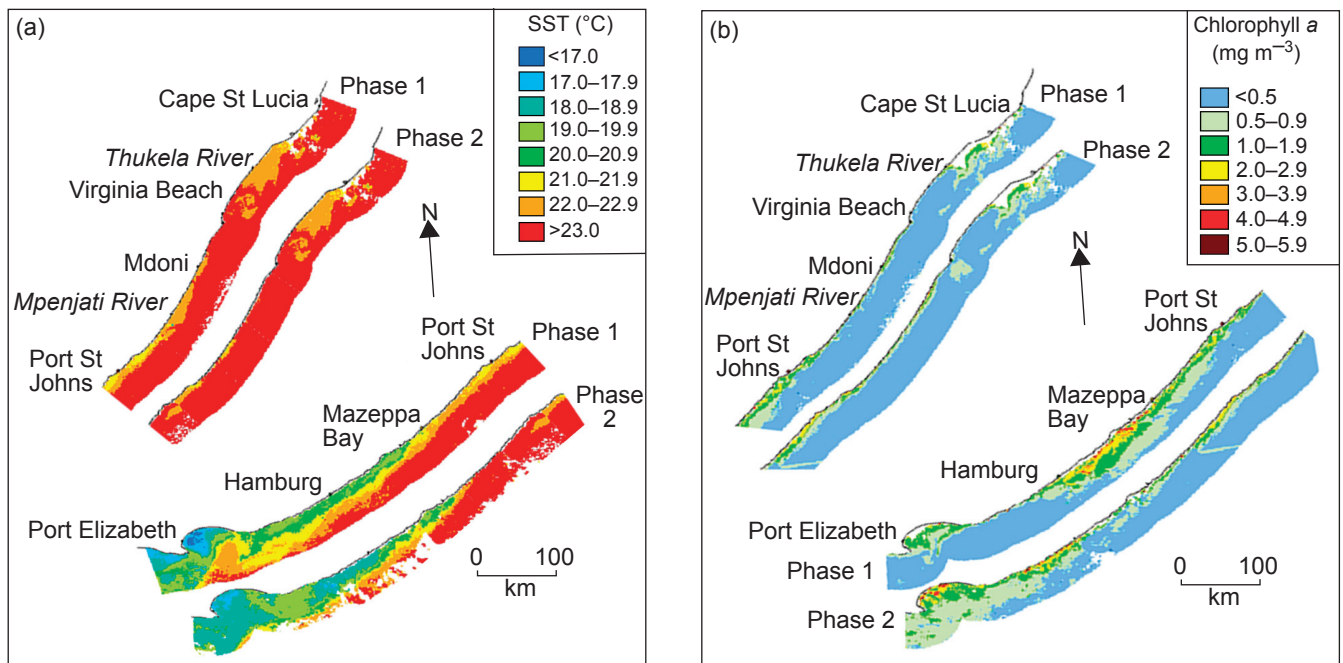 (a)
SST (°C)
<17.0
17.0–17.9
18.0–18.9
19.0–19.9
20.0–20.9
21.0–21.9
22.0–22.9
>23.0
Phase 1
Cape St Lucia
Phase 2
Thukela River
Virginia Beach
N
Mdoni
Mpenjati River
Port St
Johns
Port St
Johns
Phase 1
Phase
2
Mazeppa
Bay
Hamburg
Port Elizabeth
0 100
km
(b)
Chlorophyll a
(mg m–3)
<0.5
0.5–0.9
1.0–1.9
2.0–2.9
3.0–3.9
4.0–4.9
5.0–5.9
Phase 1
Cape St Lucia
Phase 2
Thukela River
Virginia Beach
N
Mdoni
Mpenjati River
Port St
Johns
Port St
Johns
Mazeppa
Bay
Hamburg
Port Elizabeth
Phase 1
Phase 2
0 100
km